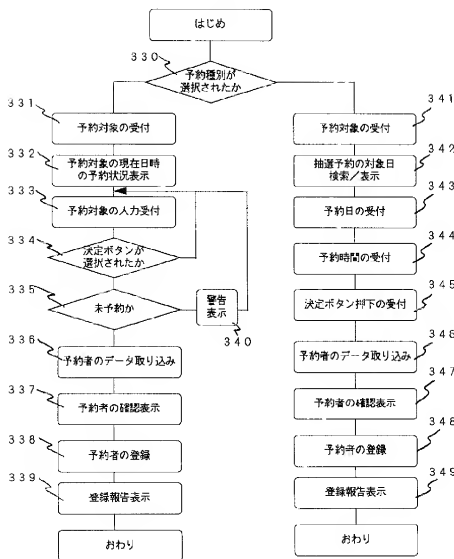 はじめ
330
予約種別が
選択されたか
331
予約対象の受付
332
予約対象の現在日時
の予約状況表示
333
予約対象の入力受付
334
決定ボタンが
選択されたか
335
未予約か
警告
表示
340
336
予約者のデータ取り込み
337
予約者の確認表示
338
予約者の登録
339
登録報告表示
おわり
341
予約対象の受付
342
抽選予約の対象日
検索/表示
343
予約日の受付
344
予約時間の受付
345
決定ボタン押下の受付
346
予約者のデータ取り込み
347
予約者の確認表示
348
予約者の登録
349
登録報告表示
おわり